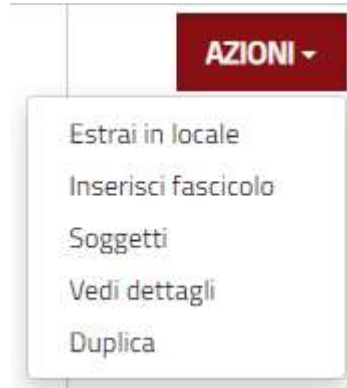 AZIONI
Estrai in locale
Inserisci fascicolo
Soggetti
Vedi dettagli
Duplica